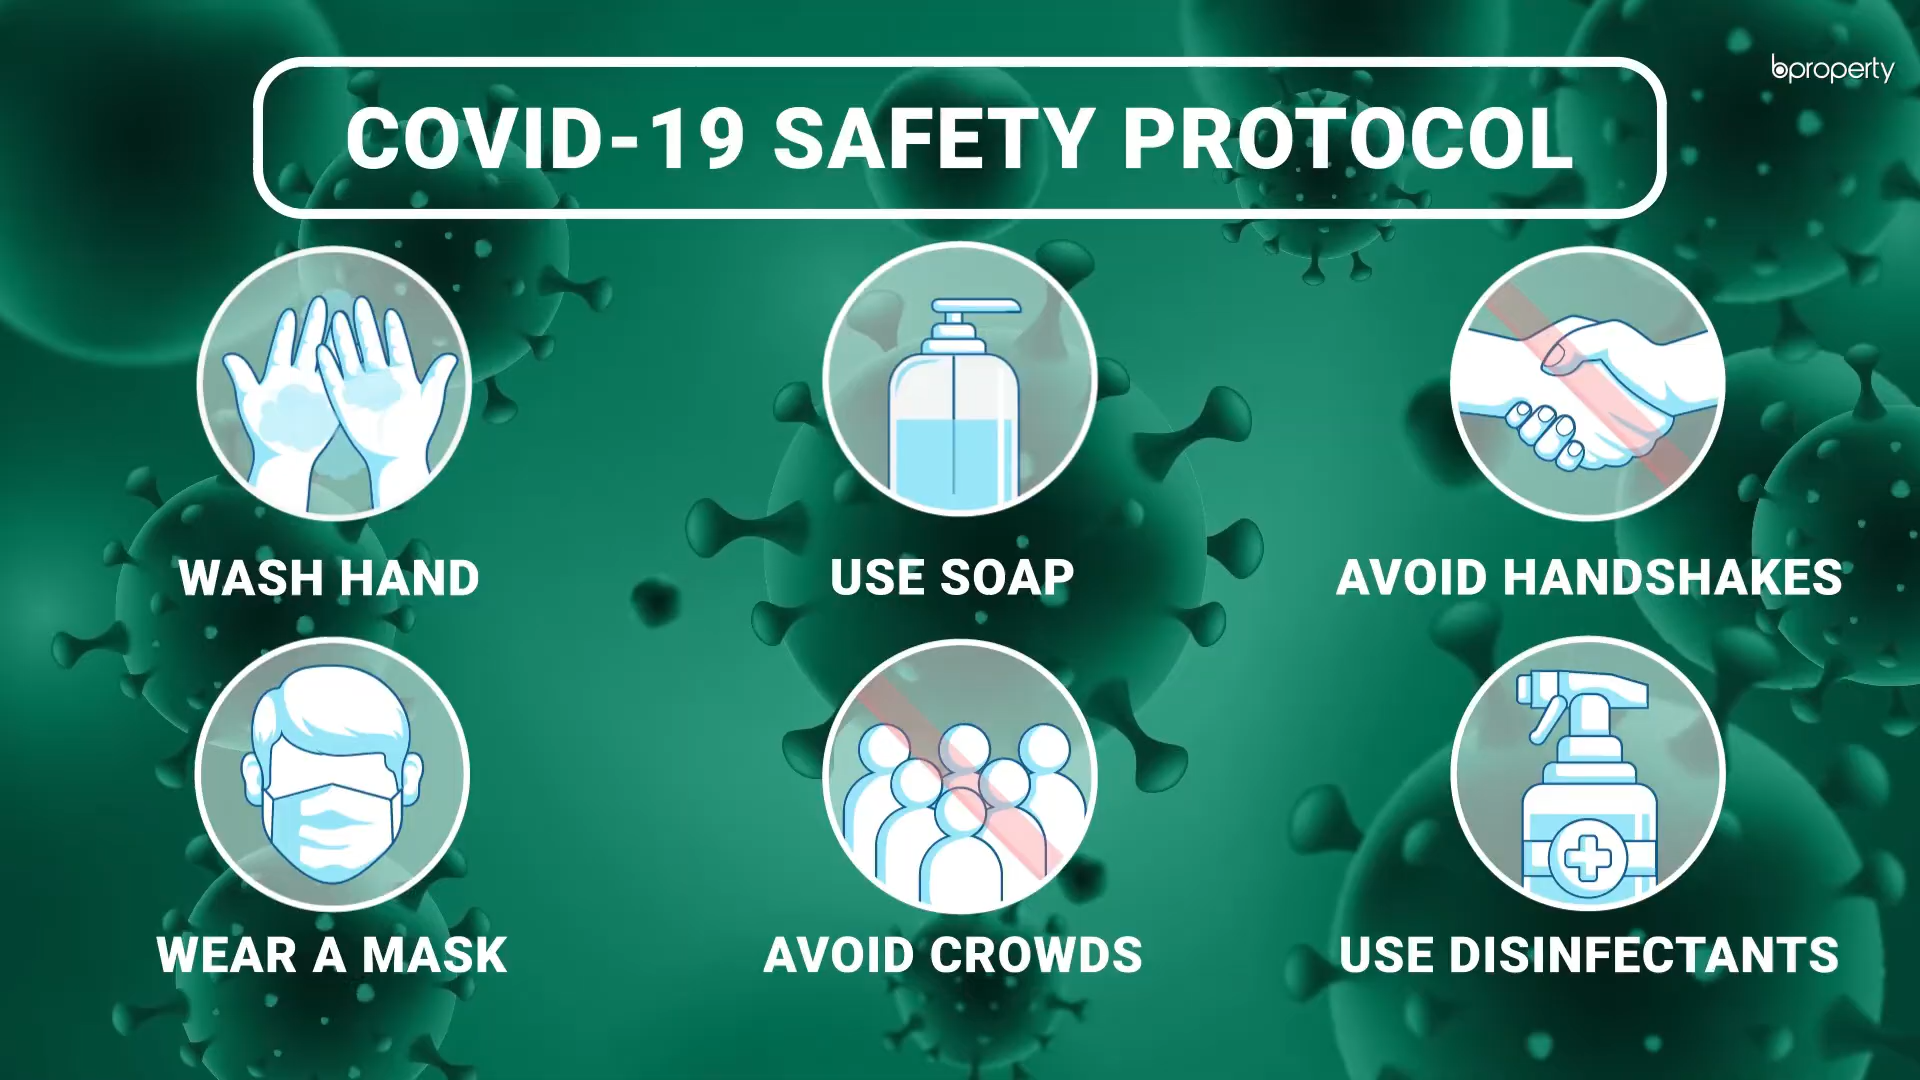 bproperty
COVID-19 SAFETY PROTOCOL
WASH HAND
USE SOAP
AVOID HANDSHAKES
WEAR A MASK
AVOID CROWDS
USE DISINFECTANTS